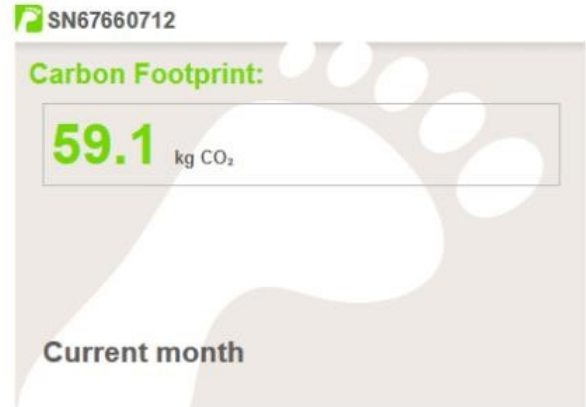 SN67660712
Carbon Footprint:
59.1 kg CO₂
Current month